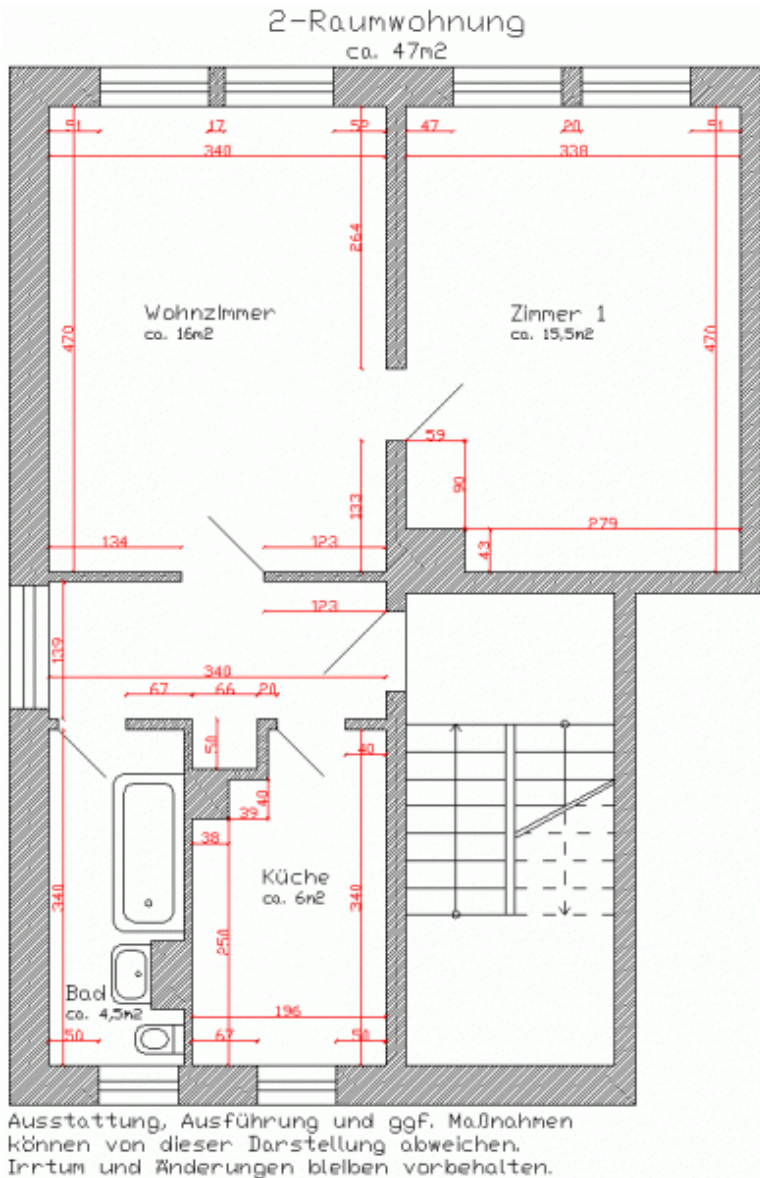 2-Raumwohnung
ca. 47m2
51
17
52
47
20
51
340
338
264
Wohnzimmer
ca. 16m2
Zimmer 1
ca. 15,5m2
470
470
59
133
90
134
123
279
43
123
139
340
67
66
20
50
40
40
39
38
Küche
ca. 6m2
340
340
250
Bad
ca. 4,5m2
196
50
67
50
Ausstattung, Ausführung und ggf. Maßnahmen
können von dieser Darstellung abweichen.
Irrtum und Änderungen bleiben vorbehalten.